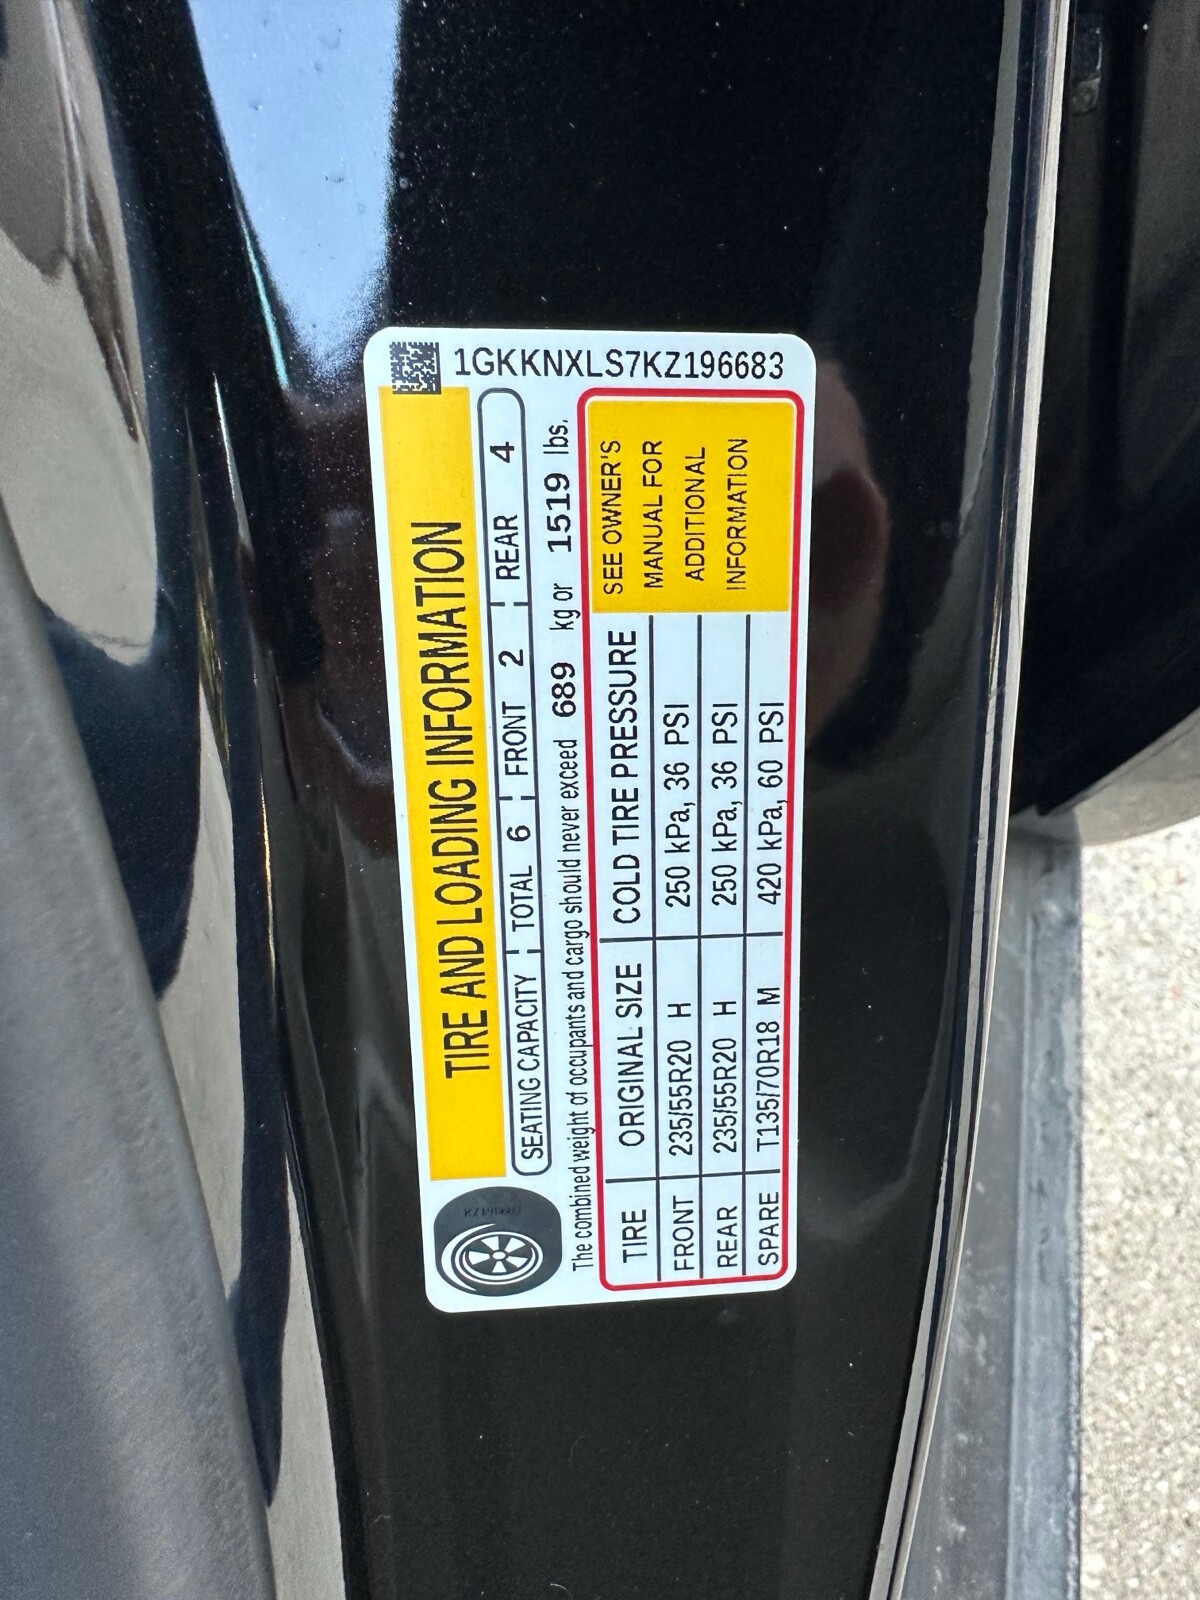 1GKKNXLS7KZ196683
TIRE AND LOADING INFORMATION
SEATING CAPACITY TOTAL 6 FRONT 2 REAR 4
The combined weight of occupants and cargo should never exceed 689 kg or 1519 lbs.
TIRE ORIGINAL SIZE COLD TIRE PRESSURE
FRONT 235/55R20 H 250 kPa, 36 PSI
REAR 235/55R20 H 250 kPa, 36 PSI
SPARE T135/70R18 M 420 kPa, 60 PSI
SEE OWNER'S
MANUAL FOR
ADDITIONAL
INFORMATION